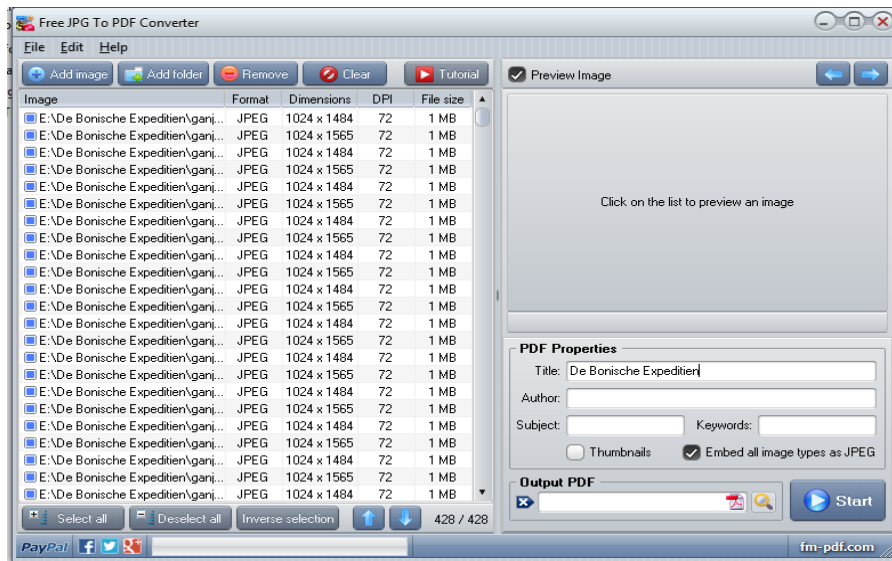 Free JPG To PDF Converter
File Edit Help
Add image Add folder Remove Clear Tutorial
Image Format Dimensions DPI File size
E:\De Bonische Expeditien\ganj... JPEG 1024 x 1484 72 1 MB
E:\De Bonische Expeditien\ganj... JPEG 1024 x 1565 72 1 MB
E:\De Bonische Expeditien\ganj... JPEG 1024 x 1484 72 1 MB
E:\De Bonische Expeditien\ganj... JPEG 1024 x 1565 72 1 MB
E:\De Bonische Expeditien\ganj... JPEG 1024 x 1484 72 1 MB
E:\De Bonische Expeditien\ganj... JPEG 1024 x 1565 72 1 MB
E:\De Bonische Expeditien\ganj... JPEG 1024 x 1484 72 1 MB
E:\De Bonische Expeditien\ganj... JPEG 1024 x 1565 72 1 MB
E:\De Bonische Expeditien\ganj... JPEG 1024 x 1484 72 1 MB
E:\De Bonische Expeditien\ganj... JPEG 1024 x 1565 72 1 MB
E:\De Bonische Expeditien\ganj... JPEG 1024 x 1484 72 1 MB
E:\De Bonische Expeditien\ganj... JPEG 1024 x 1565 72 1 MB
E:\De Bonische Expeditien\ganj... JPEG 1024 x 1484 72 1 MB
E:\De Bonische Expeditien\ganj... JPEG 1024 x 1565 72 1 MB
E:\De Bonische Expeditien\ganj... JPEG 1024 x 1484 72 1 MB
E:\De Bonische Expeditien\ganj... JPEG 1024 x 1565 72 1 MB
E:\De Bonische Expeditien\ganj... JPEG 1024 x 1484 72 1 MB
E:\De Bonische Expeditien\ganj... JPEG 1024 x 1565 72 1 MB
E:\De Bonische Expeditien\ganj... JPEG 1024 x 1484 72 1 MB
E:\De Bonische Expeditien\ganj... JPEG 1024 x 1565 72 1 MB
E:\De Bonische Expeditien\ganj... JPEG 1024 x 1484 72 1 MB
E:\De Bonische Expeditien\ganj... JPEG 1024 x 1565 72 1 MB
E:\De Bonische Expeditien\ganj... JPEG 1024 x 1484 72 1 MB
Select all Deselect all Inverse selection 428 / 428
Preview Image
Click on the list to preview an image
PDF Properties
Title: De Bonische Expeditien
Author:
Subject: Keywords:
Thumbnails Embed all image types as JPEG
Output PDF
Start
PayPal fm-pdf.com